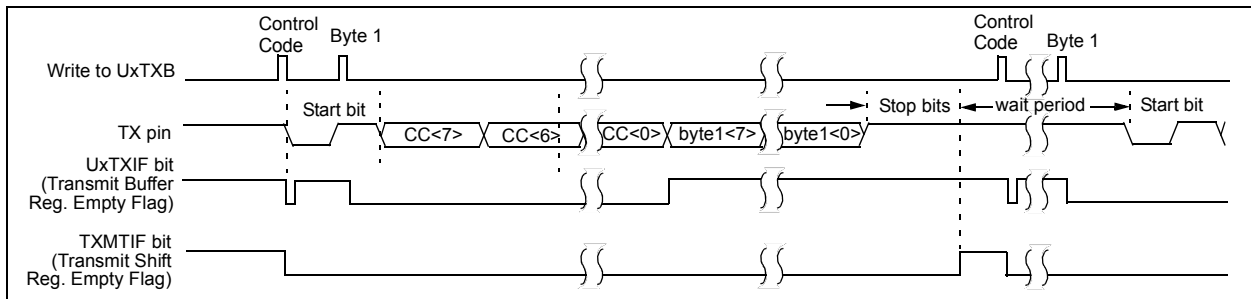 Control
Code
Byte 1
Control
Code
Byte 1
Write to UxTXB
Start bit
Stop bits
wait period
Start bit
TX pin
CC<7>
CC<6>
CC<0>
byte1<7>
byte1<0>
UxTXIF bit
(Transmit Buffer
Reg. Empty Flag)
TXMTIF bit
(Transmit Shift
Reg. Empty Flag)